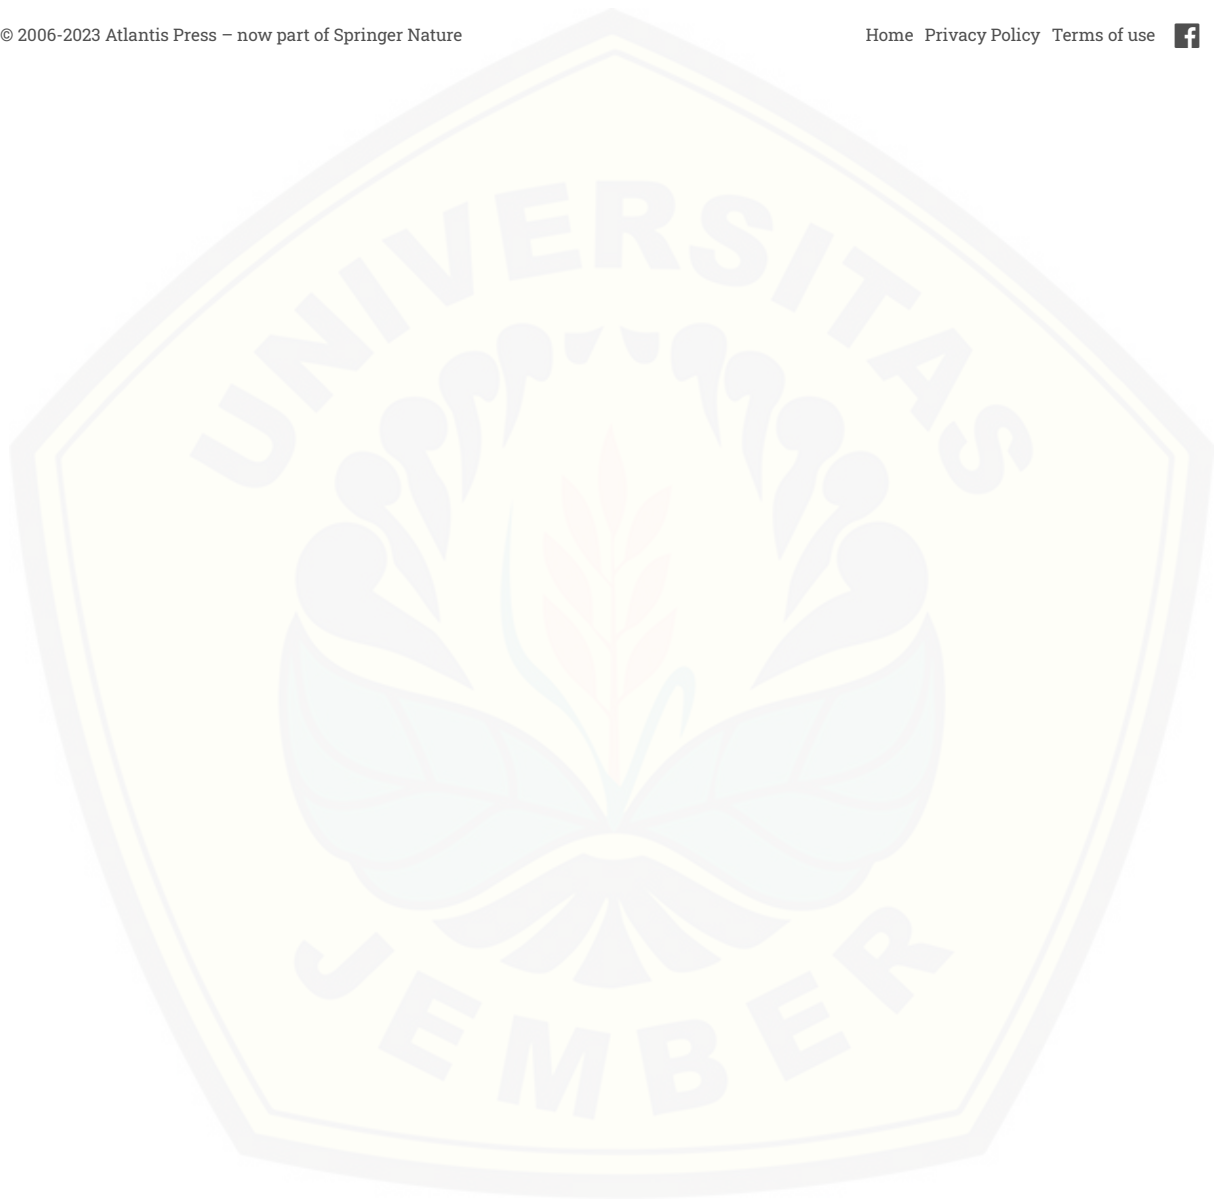 © 2006-2023 Atlantis Press – now part of Springer Nature
Home Privacy Policy Terms of use
UNIVERSITAS
JEMBER